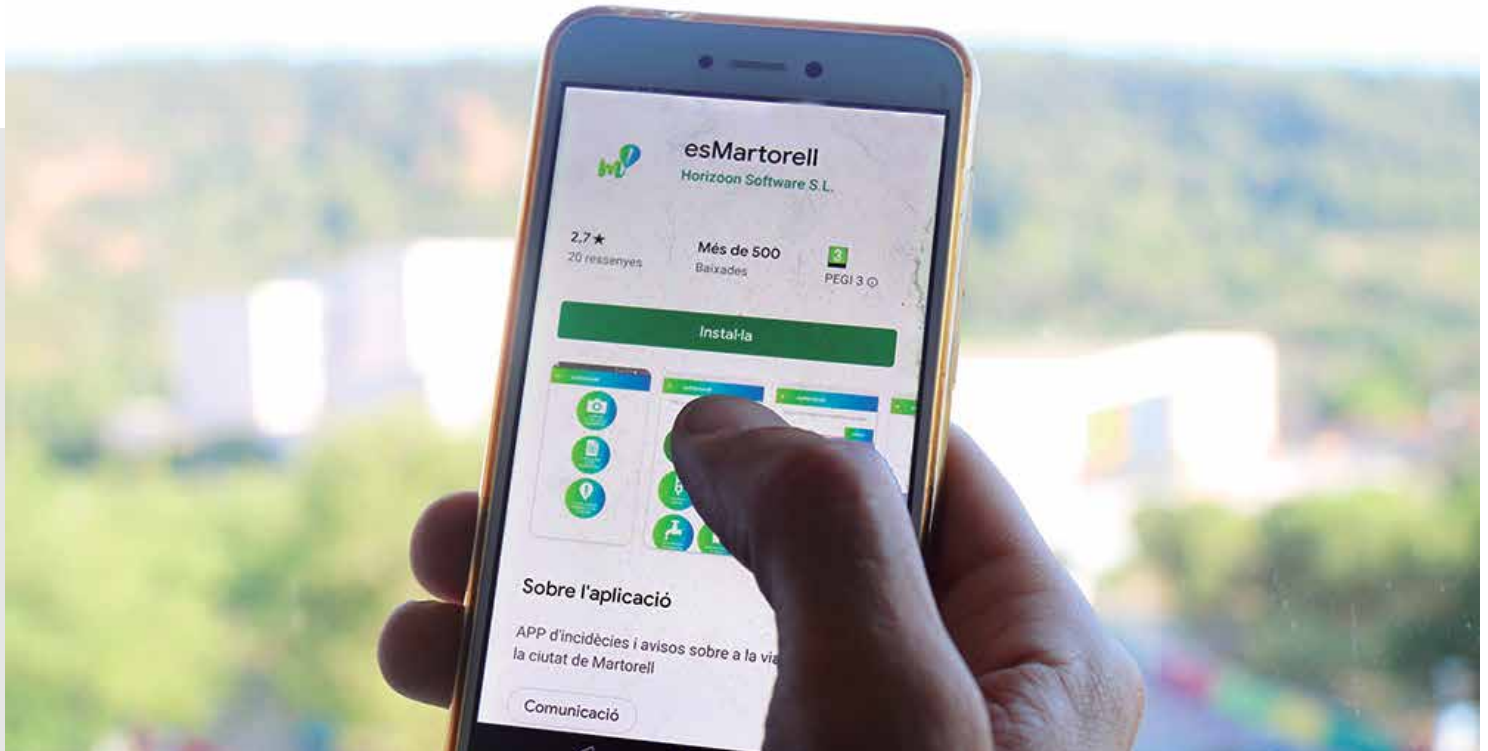 esMartorell
Horizoon Software S.L.
2,7★
20 ressenyes
Més de 500
Baixades
3
PEGI 3
Instal·la
Sobre l'aplicació
APP d'incidècies i avisos sobre a la via
la ciutat de Martorell
Comunicació